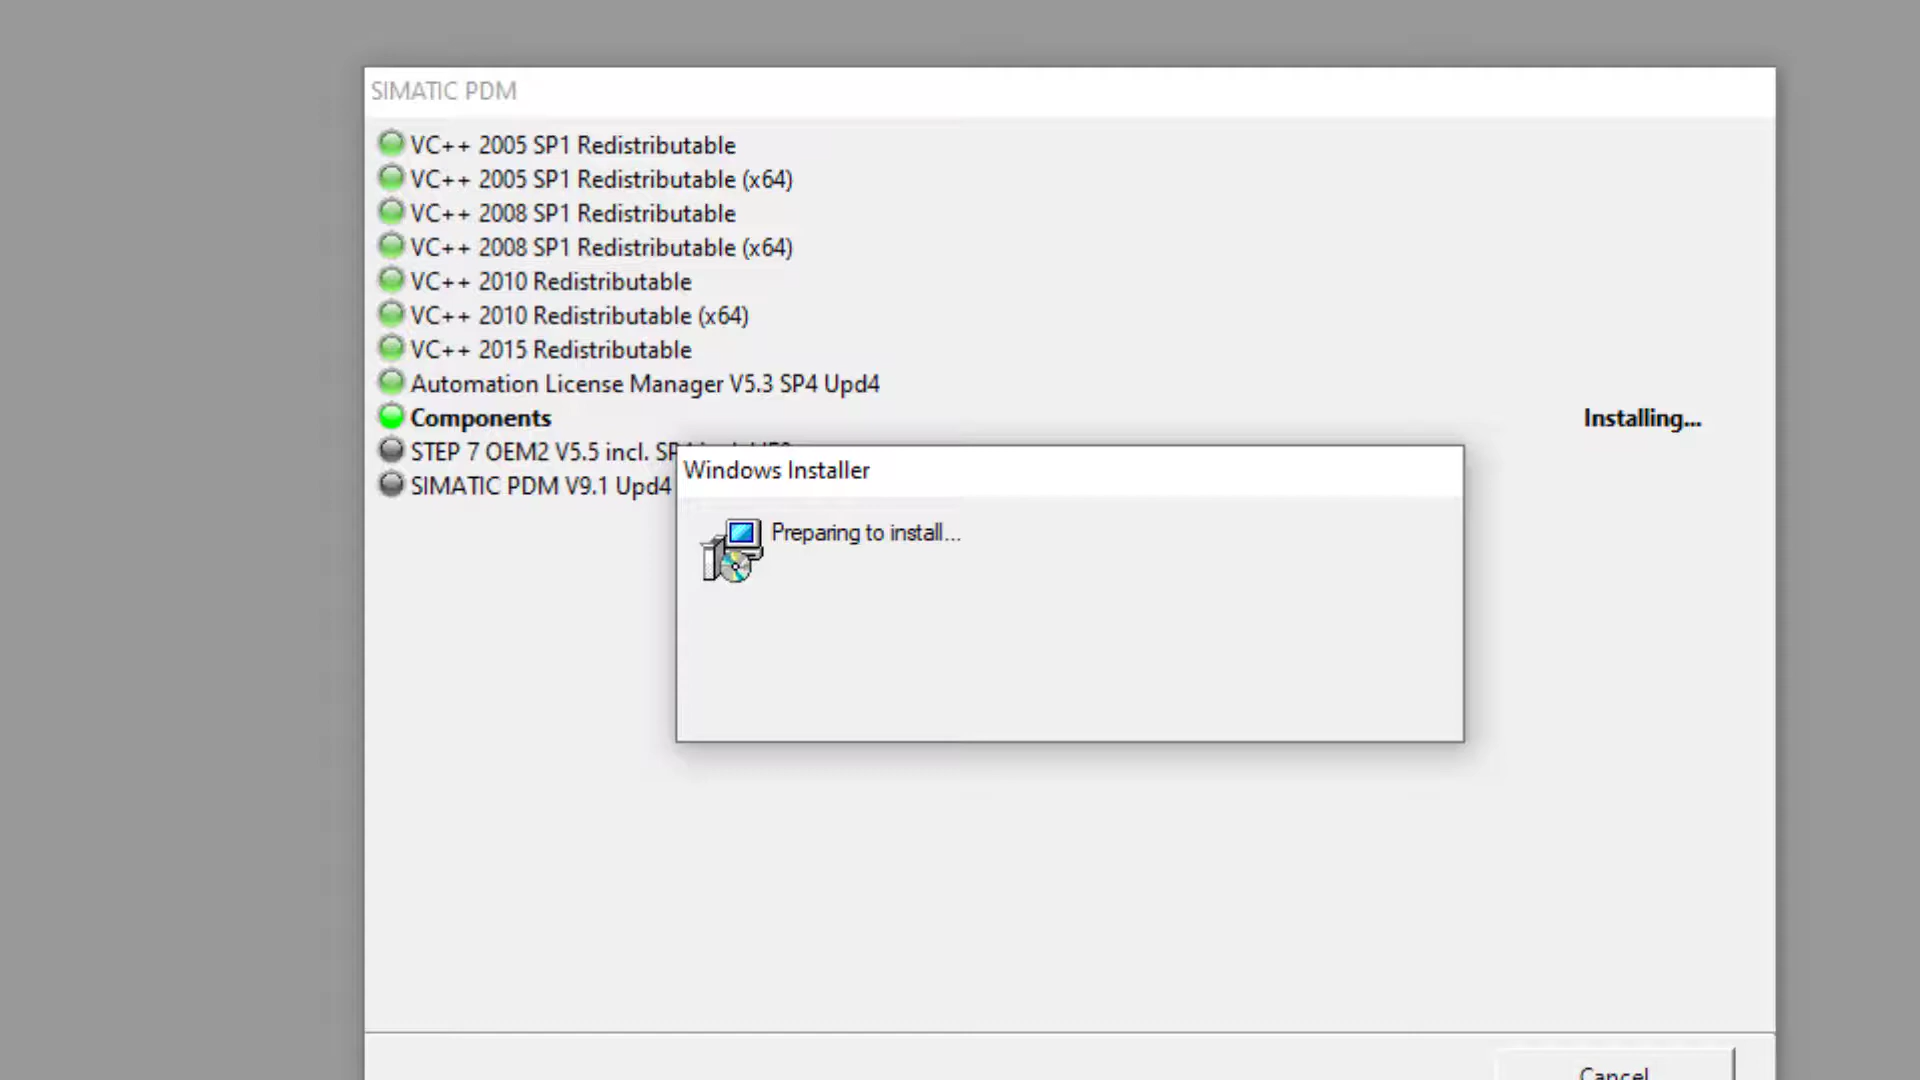 SIMATIC PDM
VC++ 2005 SP1 Redistributable
VC++ 2005 SP1 Redistributable (x64)
VC++ 2008 SP1 Redistributable
VC++ 2008 SP1 Redistributable (x64)
VC++ 2010 Redistributable
VC++ 2010 Redistributable (x64)
VC++ 2015 Redistributable
Automation License Manager V5.3 SP4 Upd4
Components Installing...
STEP 7 OEM2 V5.5 incl.
SIMATIC PDM V9.1 Upd4
Windows Installer
Preparing to install...
Cancel